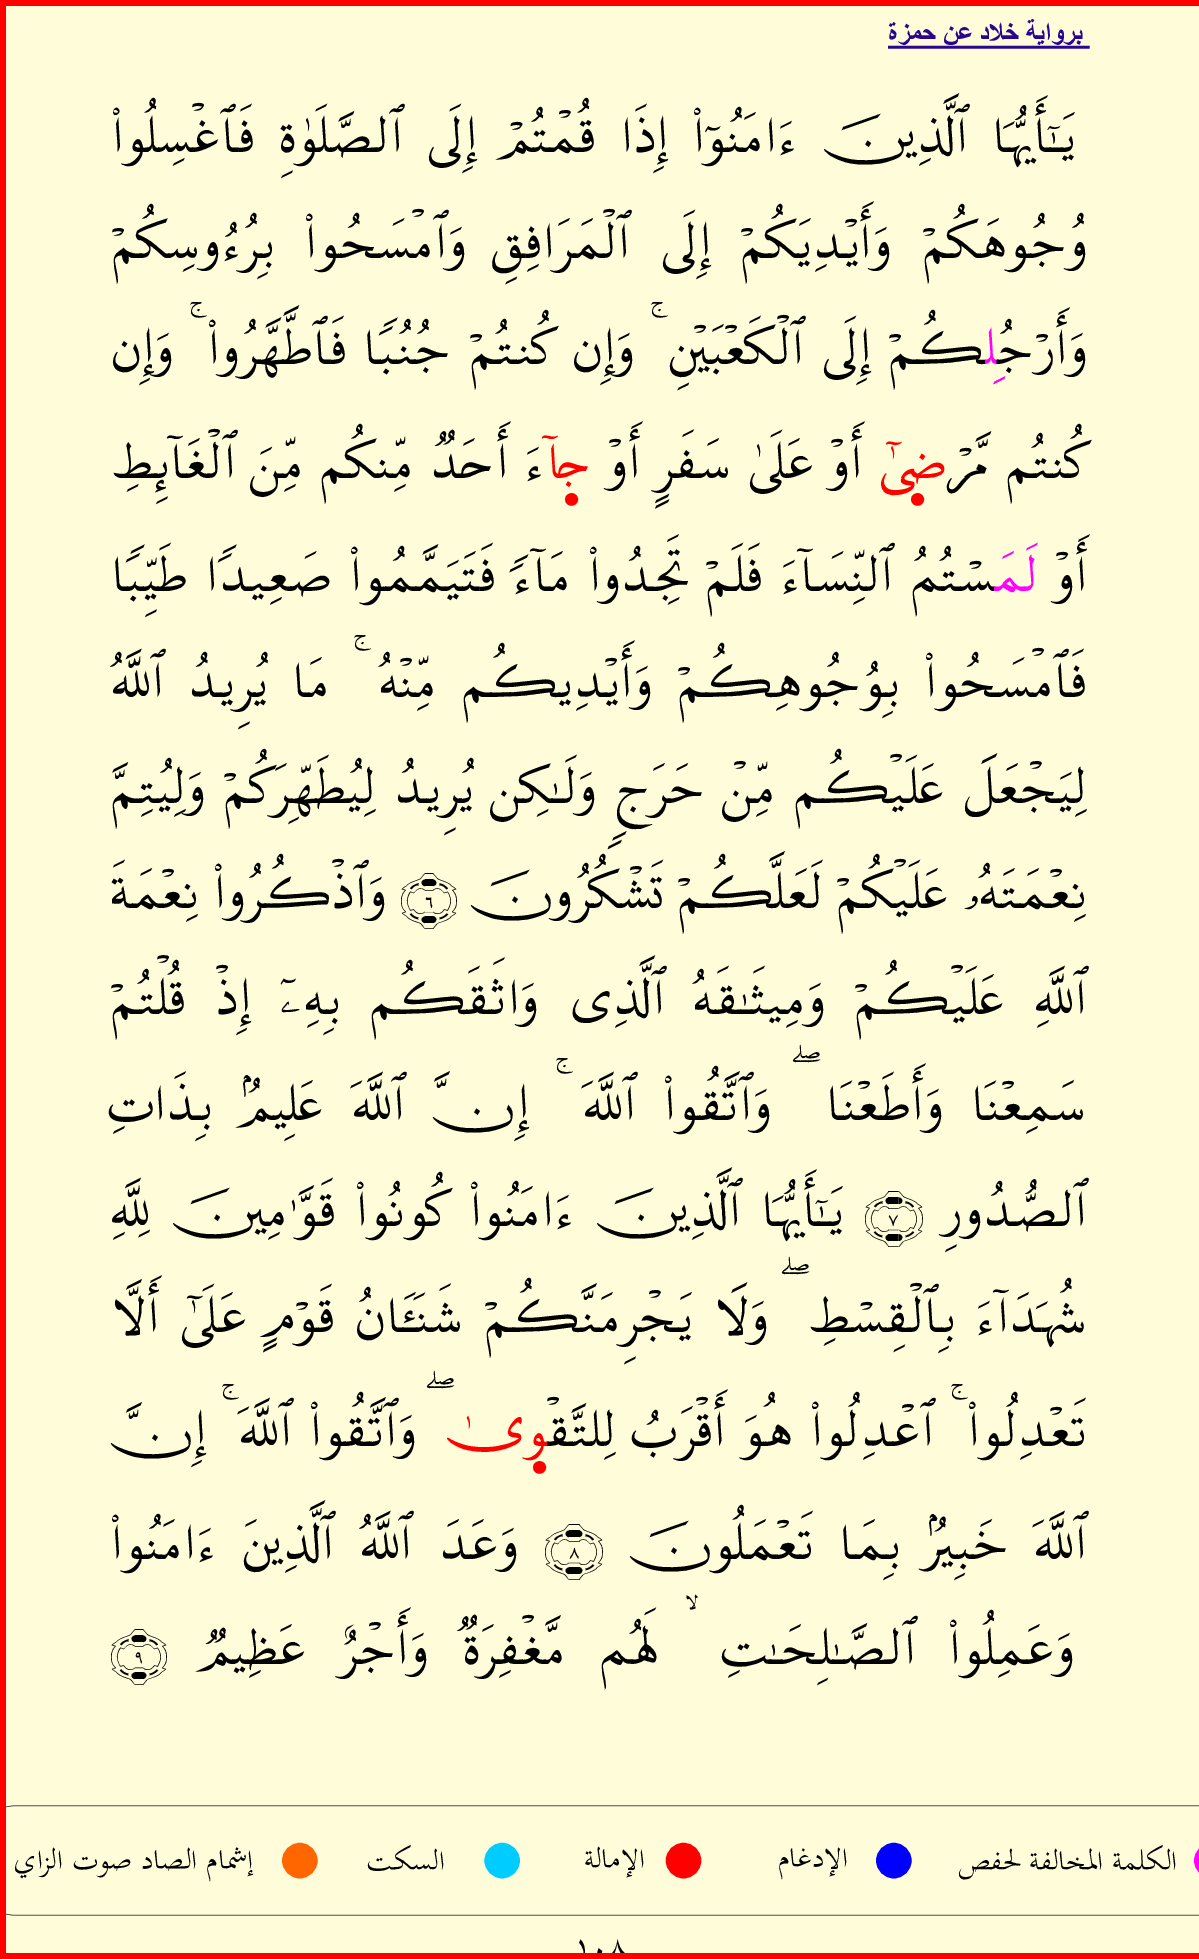 برواية خلاد عن حمزة
يَـٰٓأَيُّهَا ٱلَّذِينَ ءَامَنُوٓا۟ إِذَا قُمْتُمْ إِلَى ٱلصَّلَوٰةِ فَٱغْسِلُوا۟
وُجُوهَكُمْ وَأَيْدِيَكُمْ إِلَى ٱلْمَرَافِقِ وَٱمْسَحُوا۟ بِرُءُوسِكُمْ
وَأَرْجُلِكُمْ إِلَى ٱلْكَعْبَيْنِ ۚ وَإِن كُنتُمْ جُنُبًا فَٱطَّهَّرُوا۟ ۚ وَإِن
كُنتُم مَّرْضِىٰٓ أَوْ عَلَىٰ سَفَرٍ أَوْ جِآءَ أَحَدٌ مِّنكُم مِّنَ ٱلْغَآئِطِ
أَوْ لَمَسْتُمُ ٱلنِّسَآءَ فَلَمْ تَجِدُوا۟ مَآءً فَتَيَمَّمُوا۟ صَعِيدًا طَيِّبًا
فَٱمْسَحُوا۟ بِوُجُوهِكُمْ وَأَيْدِيكُم مِّنْهُ ۚ مَا يُرِيدُ ٱللَّهُ
لِيَجْعَلَ عَلَيْكُم مِّنْ حَرَجٍ وَلَـٰكِن يُرِيدُ لِيُطَهِّرَكُمْ وَلِيُتِمَّ
نِعْمَتَهُۥ عَلَيْكُمْ لَعَلَّكُمْ تَشْكُرُونَ ٦ وَٱذْكُرُوا۟ نِعْمَةَ
ٱللَّهِ عَلَيْكُمْ وَمِيثَـٰقَهُ ٱلَّذِى وَاثَقَكُم بِهِۦٓ إِذْ قُلْتُمْ
سَمِعْنَا وَأَطَعْنَا ۖ وَٱتَّقُوا۟ ٱللَّهَ ۚ إِنَّ ٱللَّهَ عَلِيمٌۢ بِذَاتِ
ٱلصُّدُورِ ٧ يَـٰٓأَيُّهَا ٱلَّذِينَ ءَامَنُوا۟ كُونُوا۟ قَوَّٰمِينَ لِلَّهِ
شُهَدَآءَ بِٱلْقِسْطِ ۖ وَلَا يَجْرِمَنَّكُمْ شَنَـَٔانُ قَوْمٍ عَلَىٰٓ أَلَّا
تَعْدِلُوا۟ ۚ ٱعْدِلُوا۟ هُوَ أَقْرَبُ لِلتَّقْوِىٰ ۖ وَٱتَّقُوا۟ ٱللَّهَ ۚ إِنَّ
ٱللَّهَ خَبِيرٌۢ بِمَا تَعْمَلُونَ ٨ وَعَدَ ٱللَّهُ ٱلَّذِينَ ءَامَنُوا۟
وَعَمِلُوا۟ ٱلصَّـٰلِحَـٰتِ ۙ لَهُم مَّغْفِرَةٌ وَأَجْرٌ عَظِيمٌ ٩
الكلمة المخالفة لحفص الإدغام الإمالة السكت إشمام الصاد صوت الزاي
١٠٨